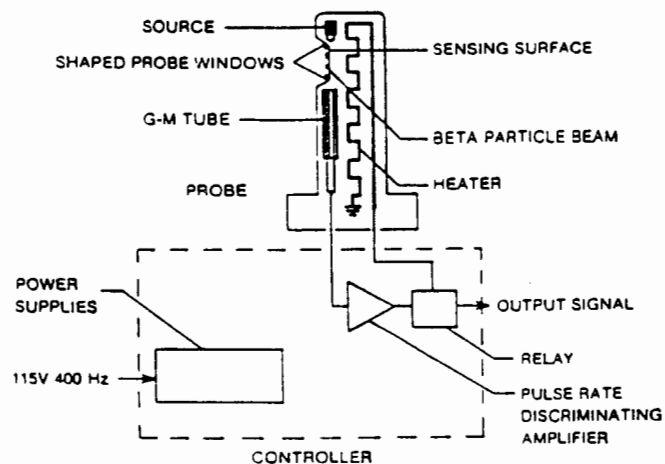 SOURCE
SENSING SURFACE
SHAPED PROBE WINDOWS
G-M TUBE
BETA PARTICLE BEAM
HEATER
PROBE
POWER
SUPPLIES
OUTPUT SIGNAL
RELAY
115V 400 Hz
PULSE RATE
DISCRIMINATING
AMPLIFIER
CONTROLLER